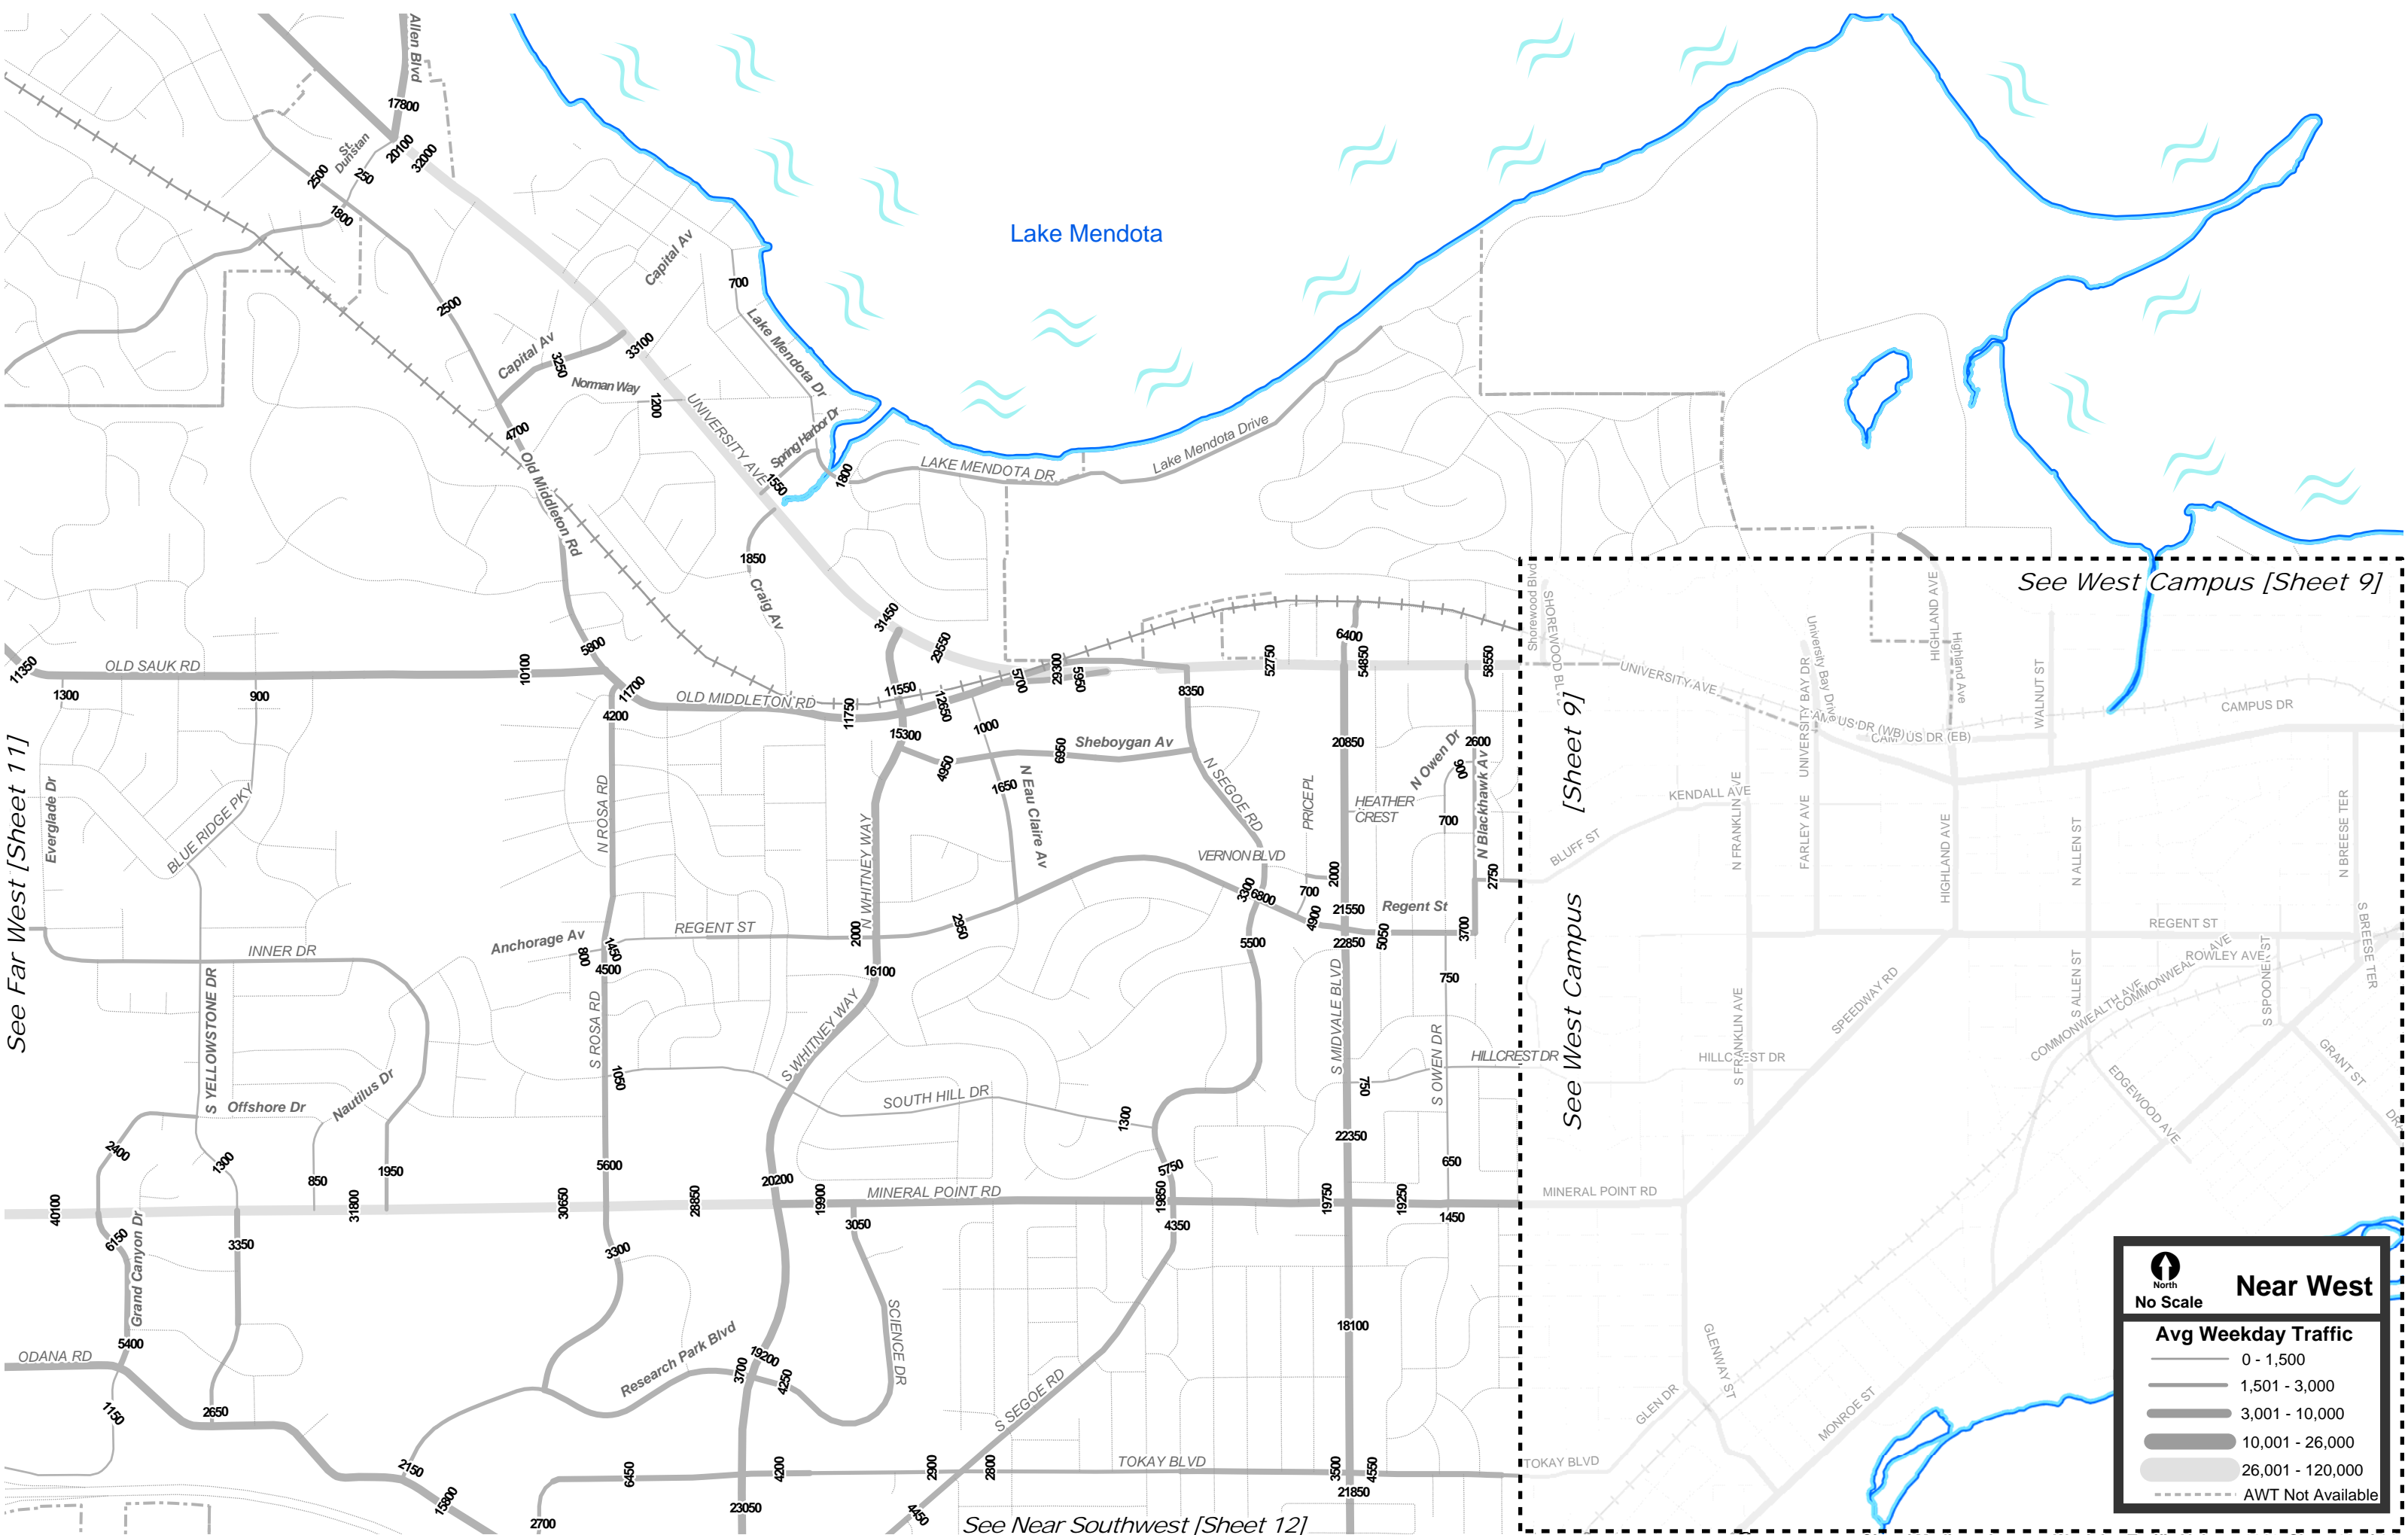 Allen Blvd
17800
St.
Dunstan
20100
32000
2500
250
1800
Lake Mendota
Capital Av
700
2500
Lake Mendota Dr
Capital Av
33100
3250
Norman Way
1200
UNIVERSITY AVE
Spring Harbor Dr
4700
Old Middleton Rd
1550
1800
LAKE MENDOTA DR
Lake Mendota Drive
1850
Craig Av
See West Campus [Sheet 9]
Shorewood Blvd
HIGHLAND AVE
Highland Ave
University Bay Dr
UNIVERSITY BAY DR
WALNUT ST
31450
29550
6400
5800
11350
OLD SAUK RD
10100
1300
900
11700
4200
OLD MIDDLETON RD
11750
11550
12650
5700
29300
5950
8350
52750
54850
58550
UNIVERSITY AVE
CAMPUS DR (WB)
CAMPUS DR (EB)
CAMPUS DR
15300
1000
4950
6950
Sheboygan Av
20850
2600
N Owen Dr
900
1650
N Eau Claire Av
N SEGOE RD
PRICE PL
HEATHER
CREST
700
N Blackhawk Av
See West Campus [Sheet 9]
KENDALL AVE
N FRANKLIN AVE
FARLEY AVE
HIGHLAND AVE
N ALLEN ST
N BREESE TER
BLUFF ST
See Far West [Sheet 11]
Everglade Dr
BLUE RIDGE PKY
N ROSA RD
N WHITNEY WAY
VERNON BLVD
2000
2750
3300
6800
700
4900
21550
Regent St
REGENT ST
2000
2950
Anchorage Av
800
1450
4500
INNER DR
16100
5500
22850
5050
3700
750
REGENT ST
ROWLEY AVE
S BREESE TER
S YELLOWSTONE DR
S ROSA RD
S WHITNEY WAY
S MIDVALE BLVD
S OWEN DR
HILLCREST DR
HILLCREST DR
S FRANKLIN AVE
SPEEDWAY RD
S ALLEN ST
COMMONWEALTH AVE
S SPOONER ST
GRANT ST
EDGEWOOD AVE
1050
750
Offshore Dr
Nautilus Dr
SOUTH HILL DR
1300
2400
1300
850
1950
5600
20200
5750
22350
650
40100
31800
30650
28850
19900
MINERAL POINT RD
19850
19750
19250
MINERAL POINT RD
3050
4350
1450
6150
Grand Canyon Dr
3350
3300
SCIENCE DR
18100
5400
ODANA RD
Research Park Blvd
3700
19200
4250
1150
2650
S SEGOE RD
GLENWAY ST
GLEN DR
MONROE ST
2150
15800
6450
4200
2900
2800
TOKAY BLVD
3500
4550
TOKAY BLVD
2700
23050
4450
21850
See Near Southwest [Sheet 12]
North
No Scale
Near West
Avg Weekday Traffic
0 - 1,500
1,501 - 3,000
3,001 - 10,000
10,001 - 26,000
26,001 - 120,000
AWT Not Available